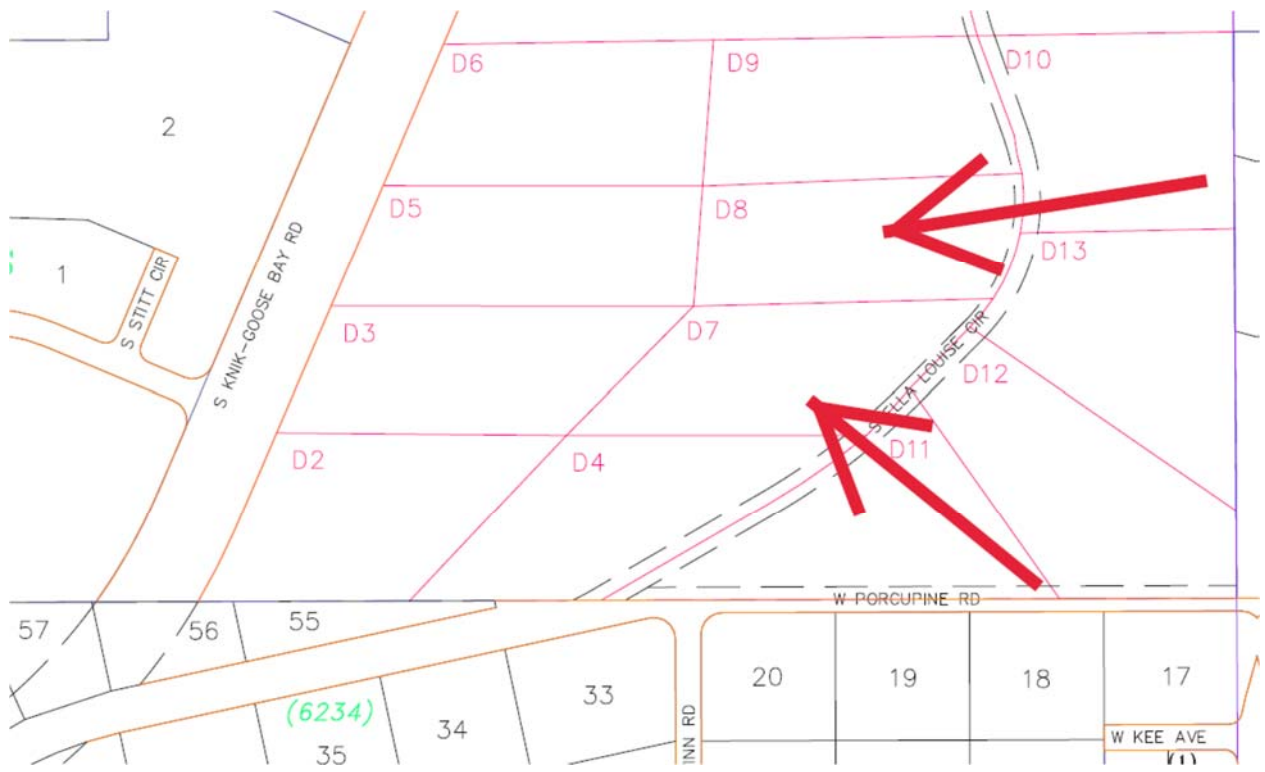 D6
D9
D10
2
D5
D8
D13
1
S STITT CIR
S KNIK-GOOSE BAY RD
D3
D7
D12
S STELLA LOUISE CIR
D2
D4
D11
W PORCUPINE RD
57
56
55
20
19
18
17
33
(6234)
34
35
INN RD
W KEE AVE
(1)